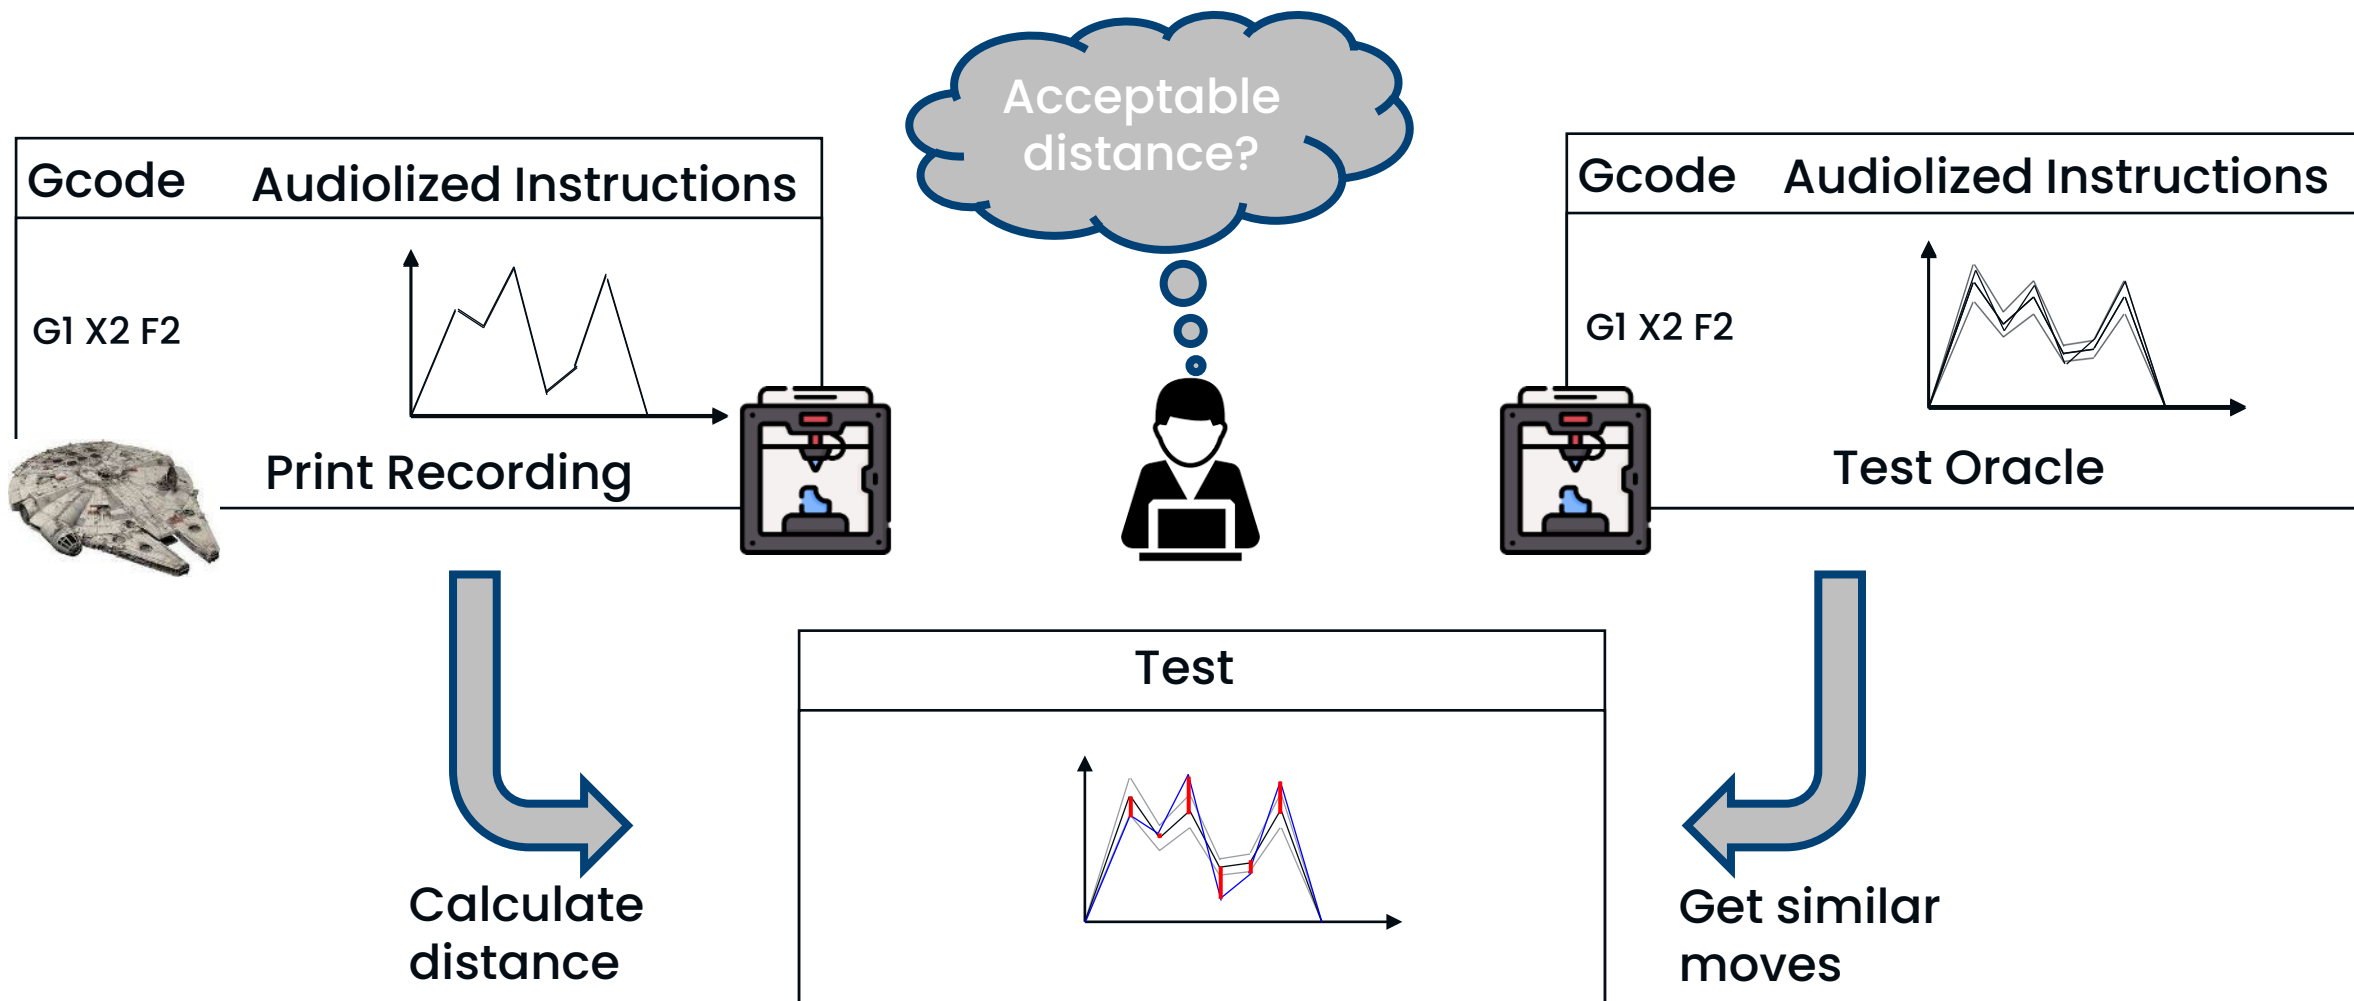 Acceptable
distance?
Gcode
Audiolized Instructions
G1 X2 F2
Print Recording
Gcode
Audiolized Instructions
G1 X2 F2
Test Oracle
Test
Calculate
distance
Get similar
moves